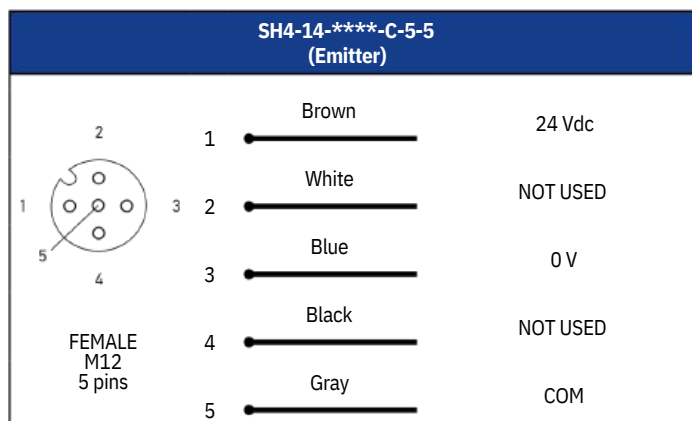 SH4-14-****-C-5-5
(Emitter)
2
1
3
5
4
FEMALE
M12
5 pins
1 Brown 24 Vdc
2 White NOT USED
3 Blue 0 V
4 Black NOT USED
5 Gray COM